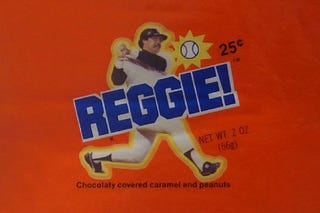 25¢
REGGIE!
NET WT. 2 OZ.
(56g)
Chocolaty covered caramel and peanuts